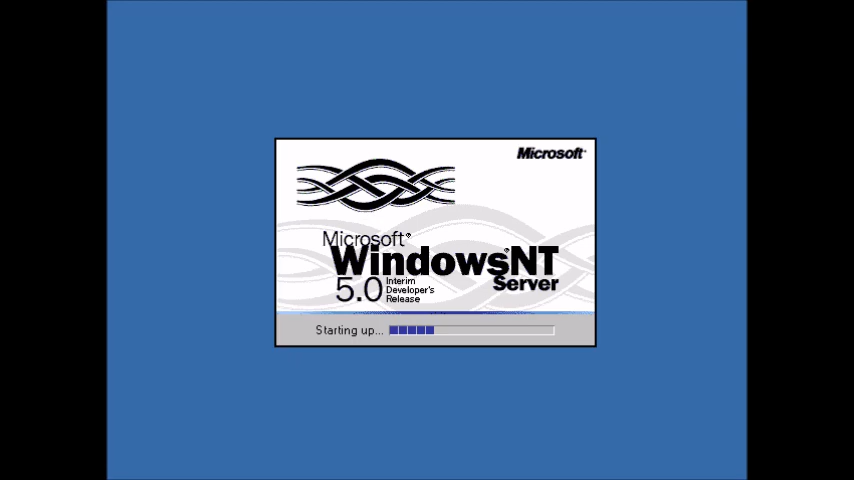 Microsoft
Microsoft®
WindowsNT
Server
5.0
Interim
Developer's
Release
Starting up...